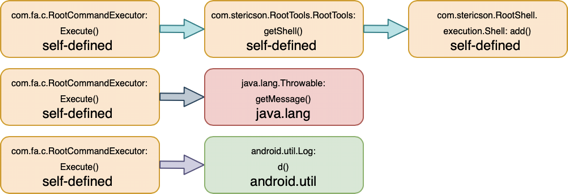 com.fa.c.RootCommandExecutor:
Execute()
self-defined
com.stericson.RootTools.RootTools:
getShell()
self-defined
com.stericson.RootShell.
execution.Shell: add()
self-defined
com.fa.c.RootCommandExecutor:
Execute()
self-defined
java.lang.Throwable:
getMessage()
java.lang
com.fa.c.RootCommandExecutor:
Execute()
self-defined
android.util.Log:
d()
android.util